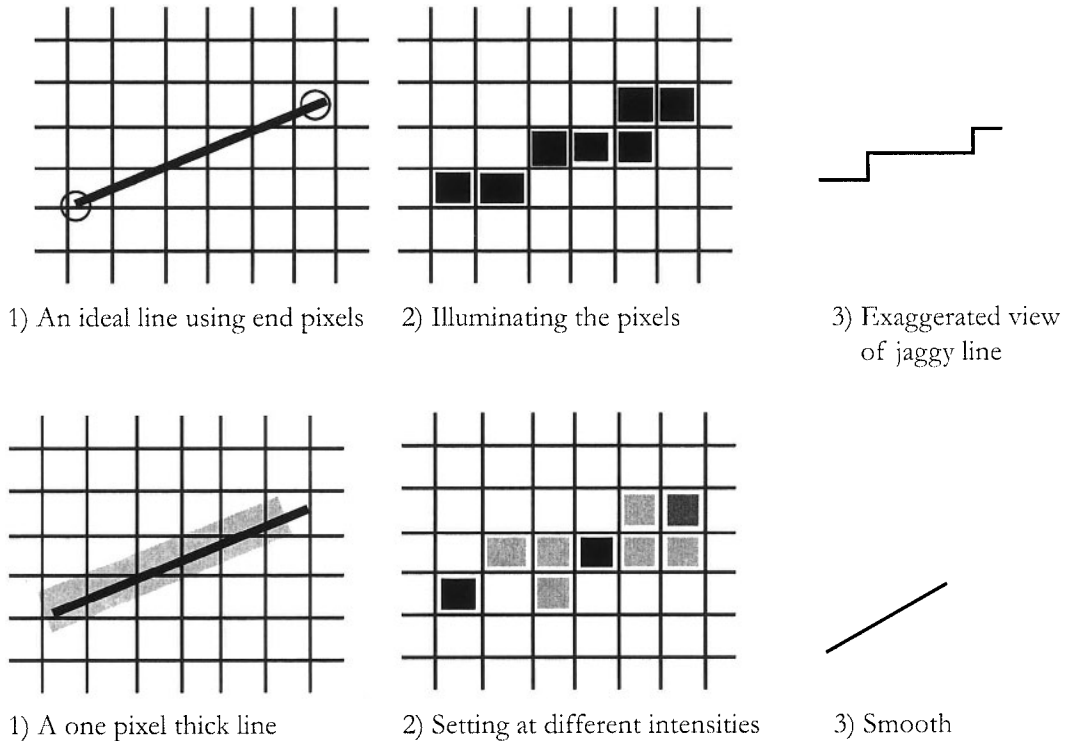 1) An ideal line using end pixels
2) Illuminating the pixels
3) Exaggerated view
of jaggy line
1) A one pixel thick line
2) Setting at different intensities
3) Smooth